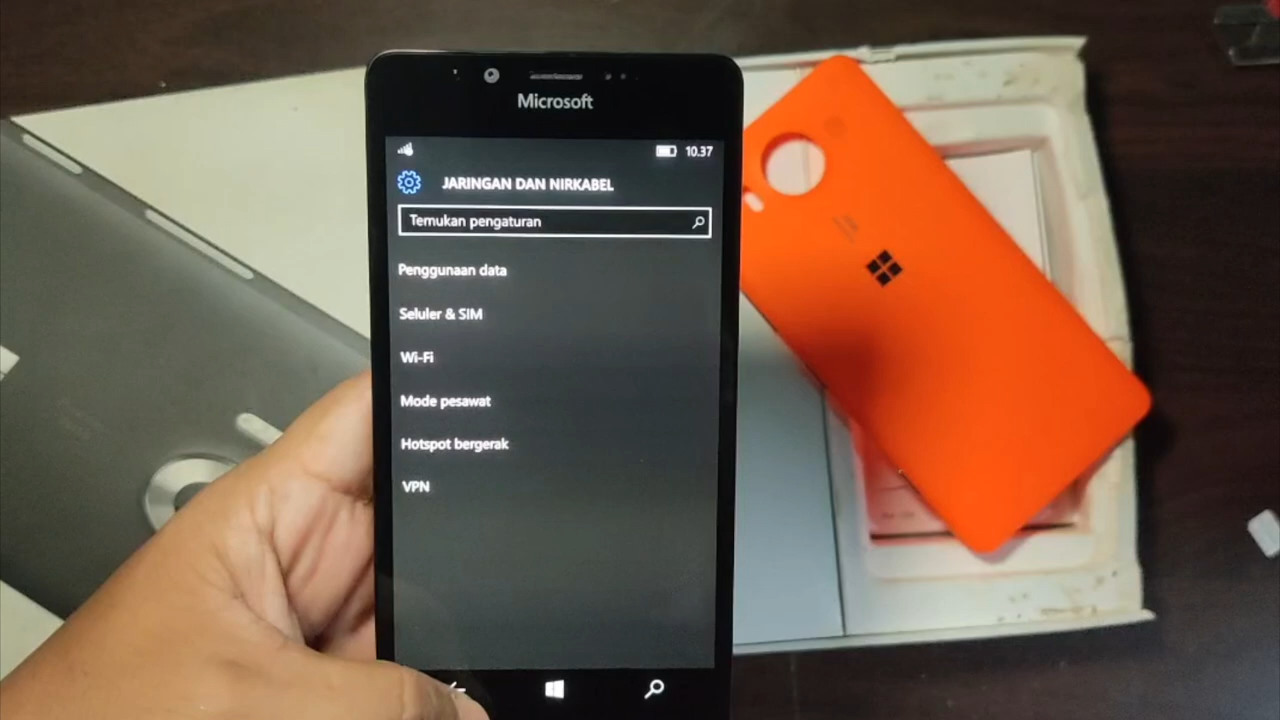 Microsoft
10.37
JARINGAN DAN NIRKABEL
Temukan pengaturan
Penggunaan data
Seluler & SIM
Wi-Fi
Mode pesawat
Hotspot bergerak
VPN